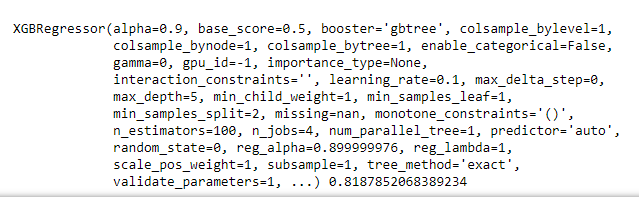 XGBRegressor(alpha=0.9, base_score=0.5, booster='gbtree', colsample_bylevel=1,
colsample_bynode=1, colsample_bytree=1, enable_categorical=False,
gamma=0, gpu_id=-1, importance_type=None,
interaction_constraints='', learning_rate=0.1, max_delta_step=0,
max_depth=5, min_child_weight=1, min_samples_leaf=1,
min_samples_split=2, missing=nan, monotone_constraints='()',
n_estimators=100, n_jobs=4, num_parallel_tree=1, predictor='auto',
random_state=0, reg_alpha=0.899999976, reg_lambda=1,
scale_pos_weight=1, subsample=1, tree_method='exact',
validate_parameters=1, ...) 0.8187852068389234